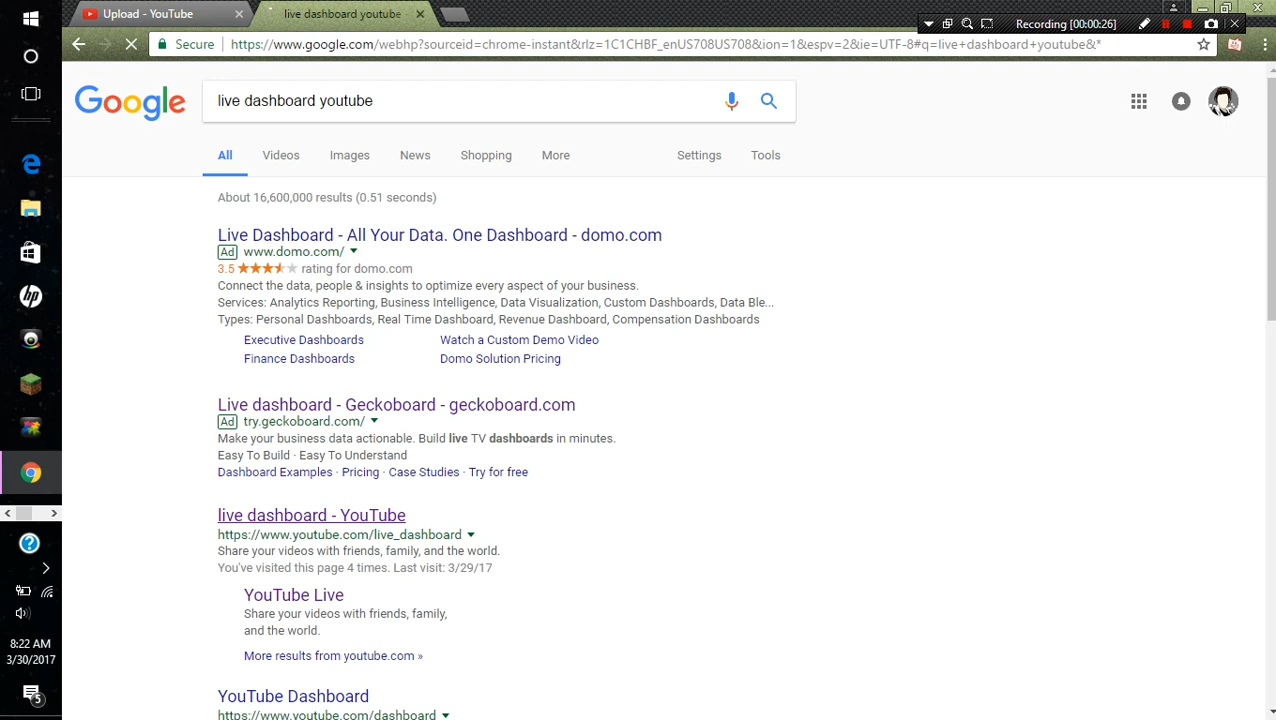 Upload - YouTube
live dashboard youtube
Recording [00:00:26]
Secure
https://www.google.com/webhp?sourceid=chrome-instant&rlz=1C1CHBF_enUS708US708&ion=1&espv=2&ie=UTF-8#q=live+dashboard+youtube&*
Google
live dashboard youtube
All Videos Images News Shopping More Settings Tools
About 16,600,000 results (0.51 seconds)
Live Dashboard - All Your Data. One Dashboard - domo.com
Ad www.domo.com/
3.5 rating for domo.com
Connect the data, people & insights to optimize every aspect of your business.
Services: Analytics Reporting, Business Intelligence, Data Visualization, Custom Dashboards, Data Ble...
Types: Personal Dashboards, Real Time Dashboard, Revenue Dashboard, Compensation Dashboards
Executive Dashboards Watch a Custom Demo Video
Finance Dashboards Domo Solution Pricing
Live dashboard - Geckoboard - geckoboard.com
Ad try.geckoboard.com/
Make your business data actionable. Build live TV dashboards in minutes.
Easy To Build · Easy To Understand
Dashboard Examples · Pricing · Case Studies · Try for free
live dashboard - YouTube
https://www.youtube.com/live_dashboard
Share your videos with friends, family, and the world.
You've visited this page 4 times. Last visit: 3/29/17
YouTube Live
Share your videos with friends, family,
and the world.
More results from youtube.com »
YouTube Dashboard
https://www.youtube.com/dashboard
hp
8:22 AM
3/30/2017
5